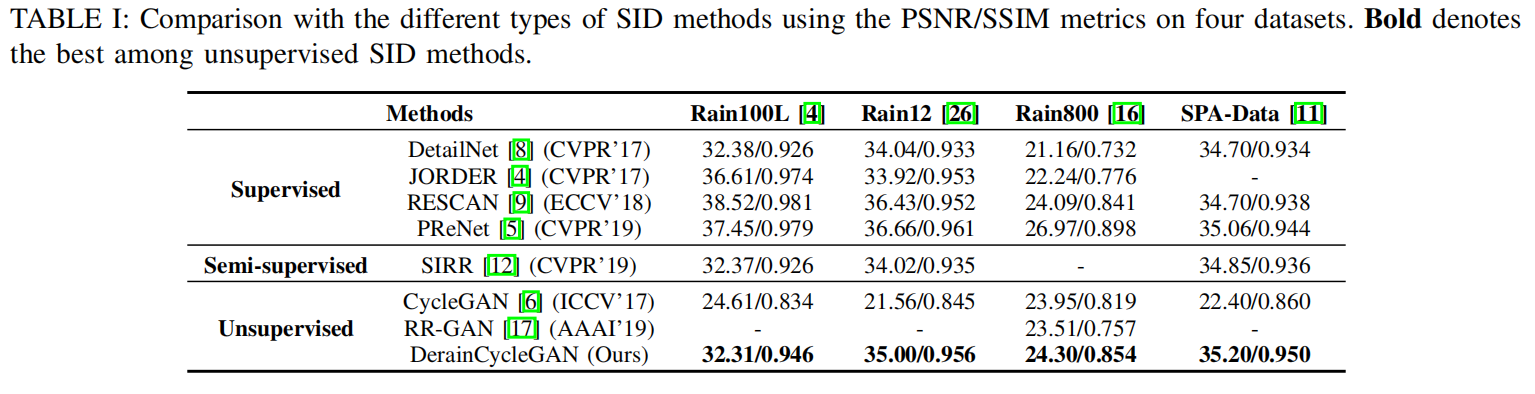 TABLE I: Comparison with the different types of SID methods using the PSNR/SSIM metrics on four datasets. Bold denotes
the best among unsupervised SID methods.
Methods Rain100L [4] Rain12 [26] Rain800 [16] SPA-Data [11]
DetailNet [8] (CVPR’17) 32.38/0.926 34.04/0.933 21.16/0.732 34.70/0.934
JORDER [4] (CVPR’17) 36.61/0.974 33.92/0.953 22.24/0.776 -
Supervised
RESCAN [9] (ECCV’18) 38.52/0.981 36.43/0.952 24.09/0.841 34.70/0.938
PReNet [5] (CVPR’19) 37.45/0.979 36.66/0.961 26.97/0.898 35.06/0.944
Semi-supervised SIRR [12] (CVPR’19) 32.37/0.926 34.02/0.935 - 34.85/0.936
CycleGAN [6] (ICCV’17) 24.61/0.834 21.56/0.845 23.95/0.819 22.40/0.860
Unsupervised RR-GAN [17] (AAAI’19) - - 23.51/0.757 -
DerainCycleGAN (Ours) 32.31/0.946 35.00/0.956 24.30/0.854 35.20/0.950